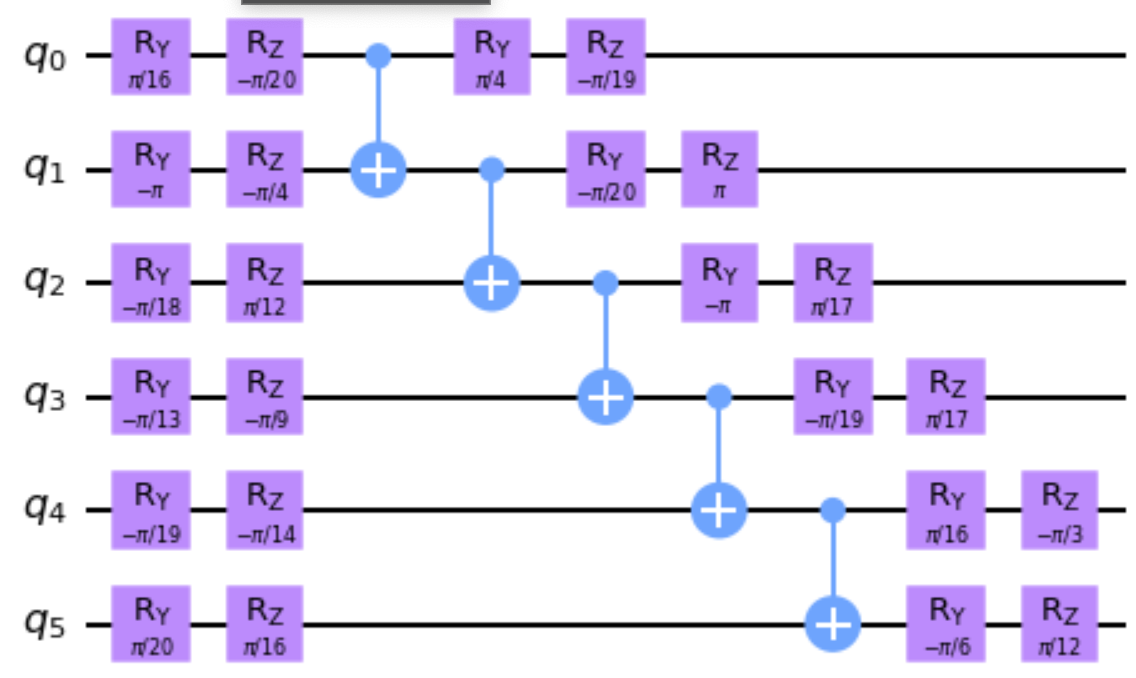 q0 RY π/16 RZ −π/20 RY π/4 RZ −π/19
q1 RY −π RZ −π/4 RY −π/20 RZ π
q2 RY −π/18 RZ π/12 RY −π RZ π/17
q3 RY −π/13 RZ −π/9 RY −π/19 RZ π/17
q4 RY −π/19 RZ −π/14 RY π/16 RZ −π/3
q5 RY π/20 RZ π/16 RY −π/6 RZ π/12